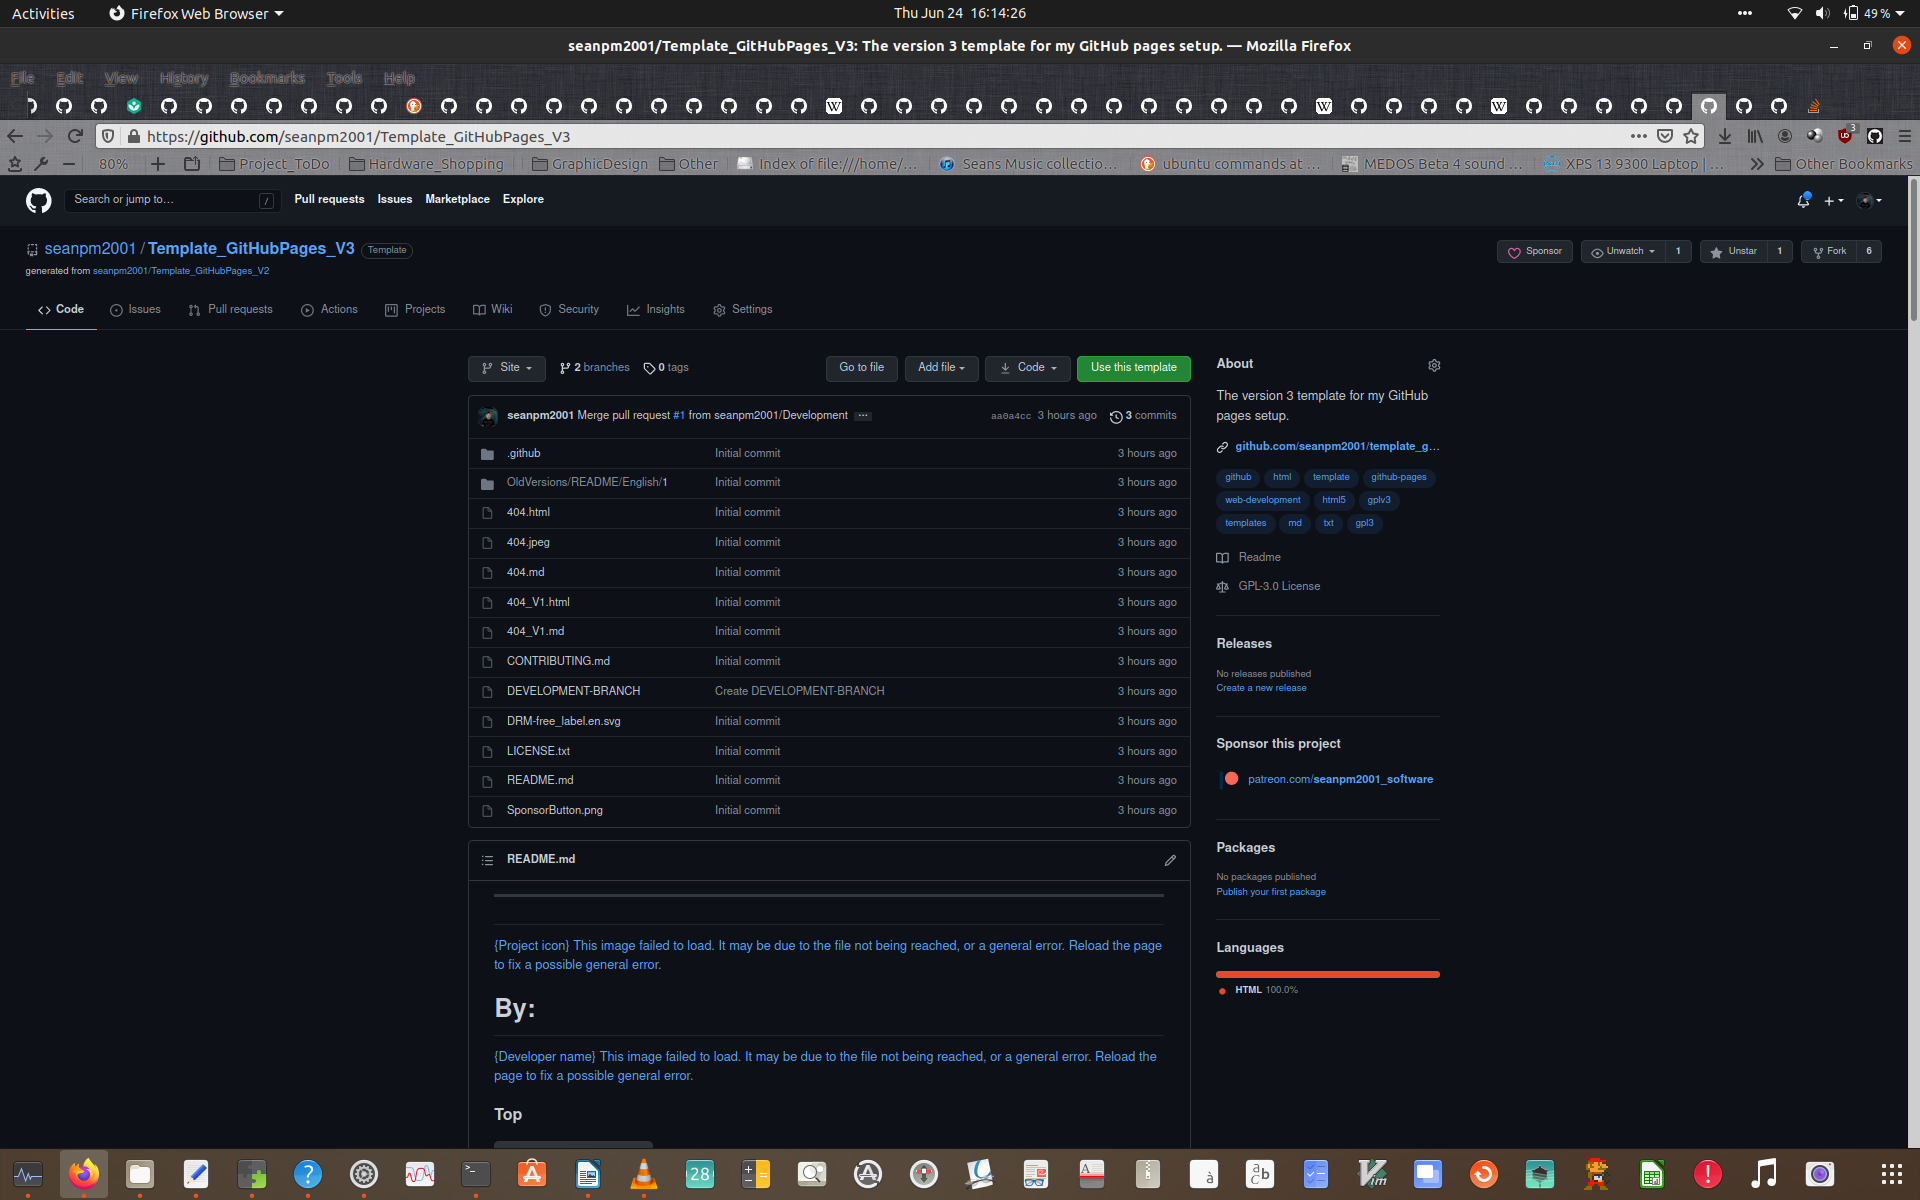 Activities Firefox Web Browser Thu Jun 24 16:14:26 49 %
seanpm2001/Template_GitHubPages_V3: The version 3 template for my GitHub pages setup. — Mozilla Firefox
File Edit View History Bookmarks Tools Help
https://github.com/seanpm2001/Template_GitHubPages_V3 3
80% Project_ToDo Hardware_Shopping GraphicDesign Other Index of file:///home/... Seans Music collectio... ubuntu commands at ... MEDOS Beta 4 sound ... XPS 13 9300 Laptop | ... Other Bookmarks
Search or jump to... / Pull requests Issues Marketplace Explore
seanpm2001 / Template_GitHubPages_V3 Template
generated from seanpm2001/Template_GitHubPages_V2
Sponsor Unwatch 1 Unstar 1 Fork 6
Code Issues Pull requests Actions Projects Wiki Security Insights Settings
Site 2 branches 0 tags Go to file Add file Code Use this template
seanpm2001 Merge pull request #1 from seanpm2001/Development ... aa0a4cc 3 hours ago 3 commits
.github Initial commit 3 hours ago
OldVersions/README/English/1 Initial commit 3 hours ago
404.html Initial commit 3 hours ago
404.jpeg Initial commit 3 hours ago
404.md Initial commit 3 hours ago
404_V1.html Initial commit 3 hours ago
404_V1.md Initial commit 3 hours ago
CONTRIBUTING.md Initial commit 3 hours ago
DEVELOPMENT-BRANCH Create DEVELOPMENT-BRANCH 3 hours ago
DRM-free_label.en.svg Initial commit 3 hours ago
LICENSE.txt Initial commit 3 hours ago
README.md Initial commit 3 hours ago
SponsorButton.png Initial commit 3 hours ago
README.md
{Project icon} This image failed to load. It may be due to the file not being reached, or a general error. Reload the page
to fix a possible general error.
By:
{Developer name} This image failed to load. It may be due to the file not being reached, or a general error. Reload the
page to fix a possible general error.
Top
About
The version 3 template for my GitHub
pages setup.
github.com/seanpm2001/template_g...
github html template github-pages
web-development html5 gplv3
templates md txt gpl3
Readme
GPL-3.0 License
Releases
No releases published
Create a new release
Sponsor this project
patreon.com/seanpm2001_software
Packages
No packages published
Publish your first package
Languages
HTML 100.0%
28